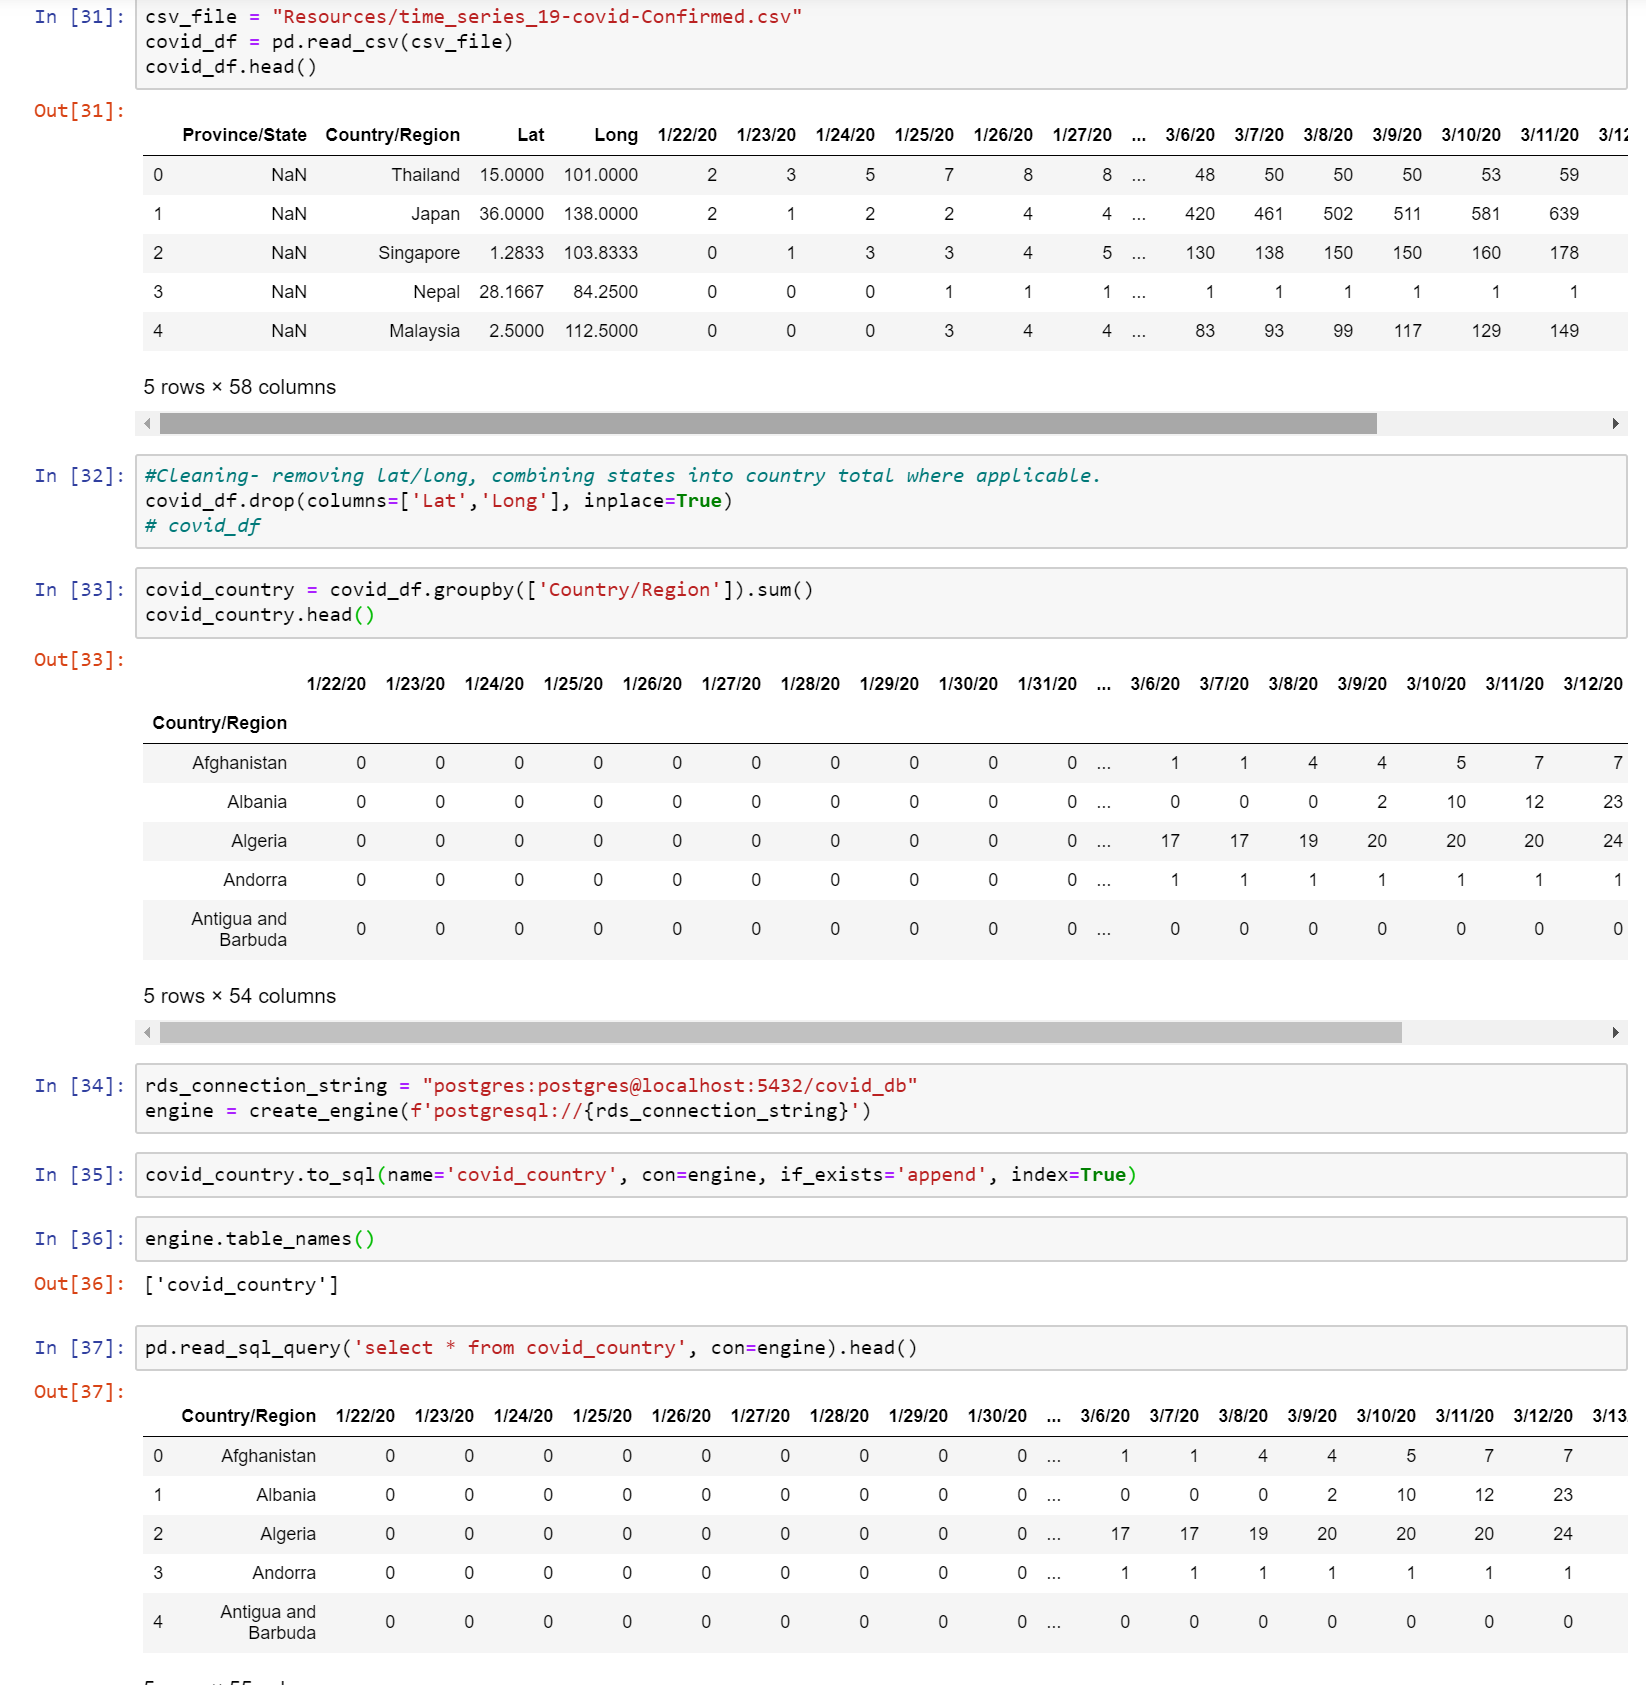 In [31]: csv_file = "Resources/time_series_19-covid-Confirmed.csv"
covid_df = pd.read_csv(csv_file)
covid_df.head()
Out[31]:
Province/State Country/Region Lat Long 1/22/20 1/23/20 1/24/20 1/25/20 1/26/20 1/27/20 ... 3/6/20 3/7/20 3/8/20 3/9/20 3/10/20 3/11/20 3/12
0 NaN Thailand 15.0000 101.0000 2 3 5 7 8 8 ... 48 50 50 50 53 59
1 NaN Japan 36.0000 138.0000 2 1 2 2 4 4 ... 420 461 502 511 581 639
2 NaN Singapore 1.2833 103.8333 0 1 3 3 4 5 ... 130 138 150 150 160 178
3 NaN Nepal 28.1667 84.2500 0 0 0 1 1 1 ... 1 1 1 1 1 1
4 NaN Malaysia 2.5000 112.5000 0 0 0 3 4 4 ... 83 93 99 117 129 149
5 rows × 58 columns
In [32]: #Cleaning- removing lat/long, combining states into country total where applicable.
covid_df.drop(columns=['Lat','Long'], inplace=True)
# covid_df
In [33]: covid_country = covid_df.groupby(['Country/Region']).sum()
covid_country.head()
Out[33]:
1/22/20 1/23/20 1/24/20 1/25/20 1/26/20 1/27/20 1/28/20 1/29/20 1/30/20 1/31/20 ... 3/6/20 3/7/20 3/8/20 3/9/20 3/10/20 3/11/20 3/12/20
Country/Region
Afghanistan 0 0 0 0 0 0 0 0 0 0 ... 1 1 4 4 5 7 7
Albania 0 0 0 0 0 0 0 0 0 0 ... 0 0 0 2 10 12 23
Algeria 0 0 0 0 0 0 0 0 0 0 ... 17 17 19 20 20 20 24
Andorra 0 0 0 0 0 0 0 0 0 0 ... 1 1 1 1 1 1 1
Antigua and
Barbuda 0 0 0 0 0 0 0 0 0 0 ... 0 0 0 0 0 0 0
5 rows × 54 columns
In [34]: rds_connection_string = "postgres:postgres@localhost:5432/covid_db"
engine = create_engine(f'postgresql://{rds_connection_string}')
In [35]: covid_country.to_sql(name='covid_country', con=engine, if_exists='append', index=True)
In [36]: engine.table_names()
Out[36]: ['covid_country']
In [37]: pd.read_sql_query('select * from covid_country', con=engine).head()
Out[37]:
Country/Region 1/22/20 1/23/20 1/24/20 1/25/20 1/26/20 1/27/20 1/28/20 1/29/20 1/30/20 ... 3/6/20 3/7/20 3/8/20 3/9/20 3/10/20 3/11/20 3/12/20 3/13
0 Afghanistan 0 0 0 0 0 0 0 0 0 ... 1 1 4 4 5 7 7
1 Albania 0 0 0 0 0 0 0 0 0 ... 0 0 0 2 10 12 23
2 Algeria 0 0 0 0 0 0 0 0 0 ... 17 17 19 20 20 20 24
3 Andorra 0 0 0 0 0 0 0 0 0 ... 1 1 1 1 1 1 1
4 Antigua and
Barbuda 0 0 0 0 0 0 0 0 0 ... 0 0 0 0 0 0 0